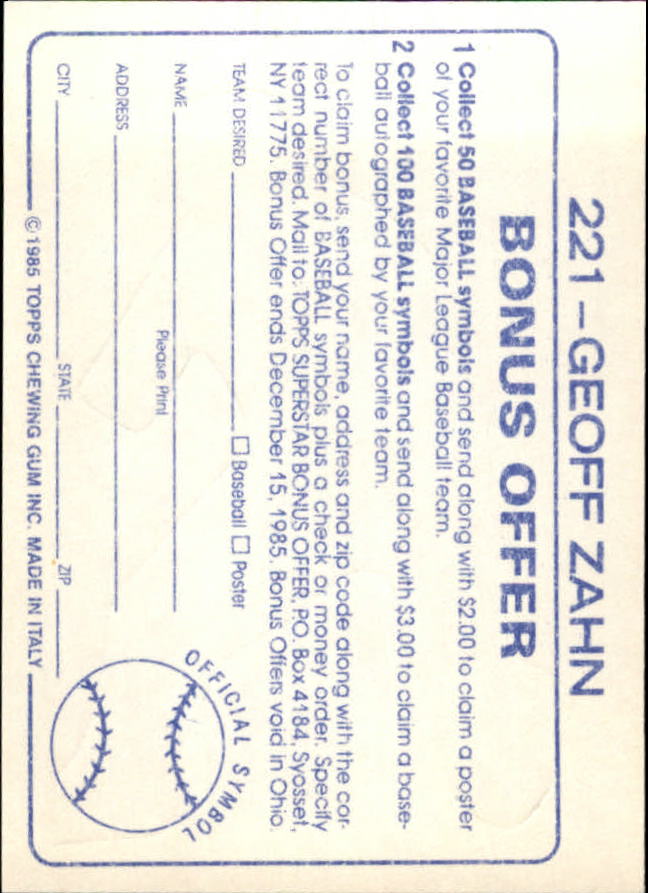 221–GEOFF ZAHN
BONUS OFFER
1 Collect 50 BASEBALL symbols and send along with $2.00 to claim a poster
of your favorite Major League Baseball team.
2 Collect 100 BASEBALL symbols and send along with $3.00 to claim a base-
ball autographed by your favorite team.
To claim bonus, send your name, address and zip code along with the cor-
rect number of BASEBALL symbols plus a check or money order. Specify
team desired. Mail to: TOPPS SUPERSTAR BONUS OFFER, P.O. Box 4184, Syosset,
NY 11775. Bonus Offer ends December 15, 1985. Bonus Offers void in Ohio.
TEAM DESIRED ☐ Baseball ☐ Poster
NAME
Please Print
ADDRESS
CITY STATE ZIP
OFFICIAL SYMBOL
© 1985 TOPPS CHEWING GUM INC. MADE IN ITALY